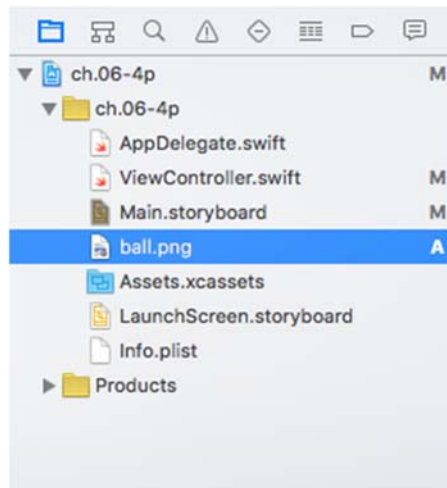 ch.06-4p M
ch.06-4p
AppDelegate.swift
ViewController.swift M
Main.storyboard M
ball.png A
Assets.xcassets
LaunchScreen.storyboard
Info.plist
Products